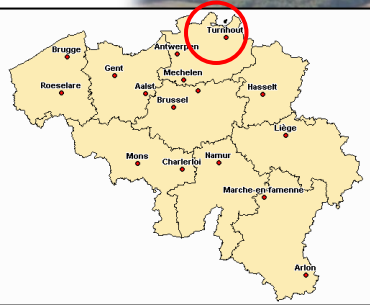 Turnhout
Antwerpen
Brugge
Gent
Mechelen
Roeselare
Aalst
Hasselt
Brussel
Liège
Mons
Charleroi
Namur
Marche-en-famenne
Arlon